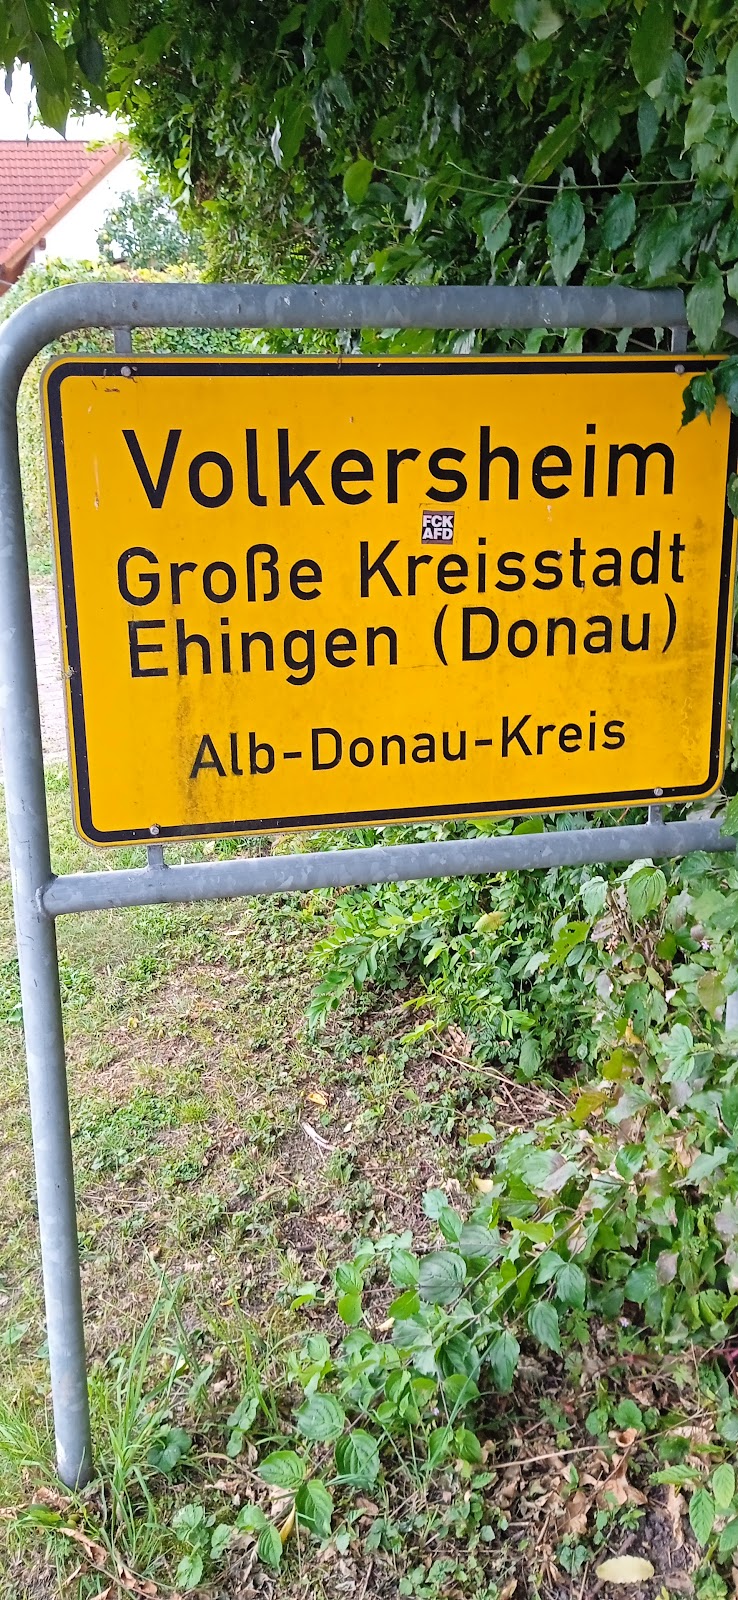 Volkersheim
FCK
AFD
Große Kreisstadt
Ehingen (Donau)
Alb-Donau-Kreis